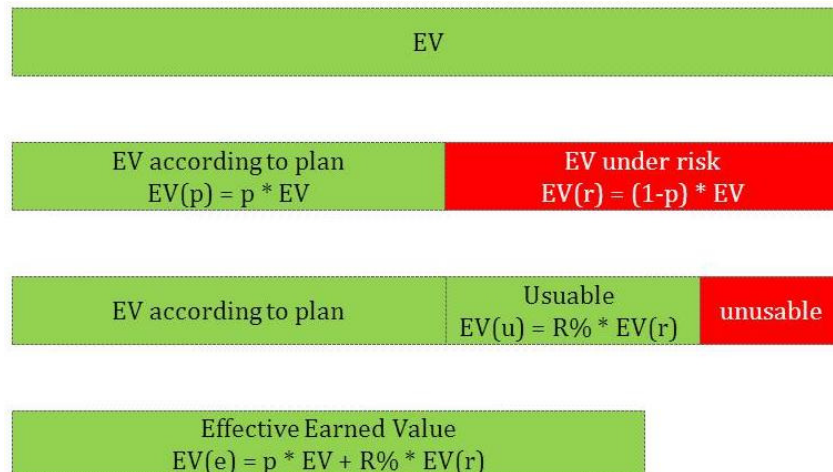 EV
EV according to plan
EV(p) = p * EV
EV under risk
EV(r) = (1-p) * EV
EV according to plan
Usuable
EV(u) = R% * EV(r)
unusable
Effective Earned Value
EV(e) = p * EV + R% * EV(r)